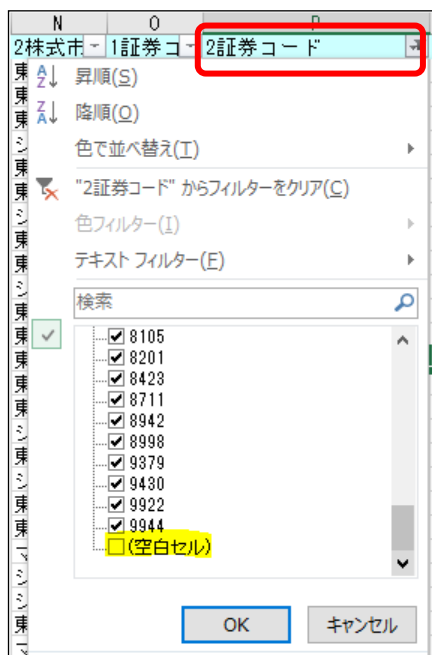 N O P
2株式市 1証券コ 2証券コード
昇順(S)
降順(O)
色で並べ替え(T)
"2証券コード" からフィルターをクリア(C)
色フィルター(I)
テキスト フィルター(F)
検索
8105
8201
8423
8711
8942
8998
9379
9430
9922
9944
(空白セル)
OK キャンセル